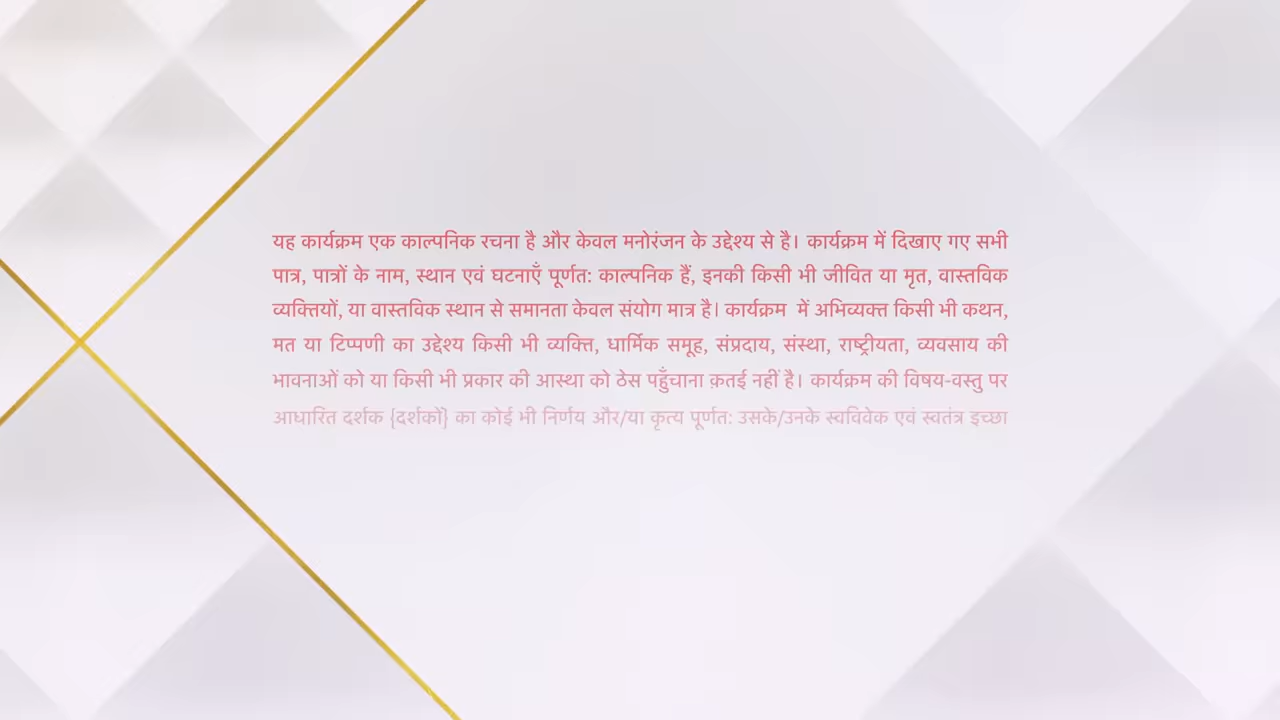 यह कार्यक्रम एक काल्पनिक रचना है और केवल मनोरंजन के उद्देश्य से है। कार्यक्रम में दिखाए गए सभी
पात्र, पात्रों के नाम, स्थान एवं घटनाएँ पूर्णत: काल्पनिक हैं, इनकी किसी भी जीवित या मृत, वास्तविक
व्यक्तियों, या वास्तविक स्थान से समानता केवल संयोग मात्र है। कार्यक्रम में अभिव्यक्त किसी भी कथन,
मत या टिप्पणी का उद्देश्य किसी भी व्यक्ति, धार्मिक समूह, संप्रदाय, संस्था, राष्ट्रीयता, व्यवसाय की
भावनाओं को या किसी भी प्रकार की आस्था को ठेस पहुँचाना क़तई नहीं है। कार्यक्रम की विषय-वस्तु पर
आधारित दर्शक {दर्शकों} का कोई भी निर्णय और/या कृत्य पूर्णत: उसके/उनके स्वविवेक एवं स्वतंत्र इच्छा